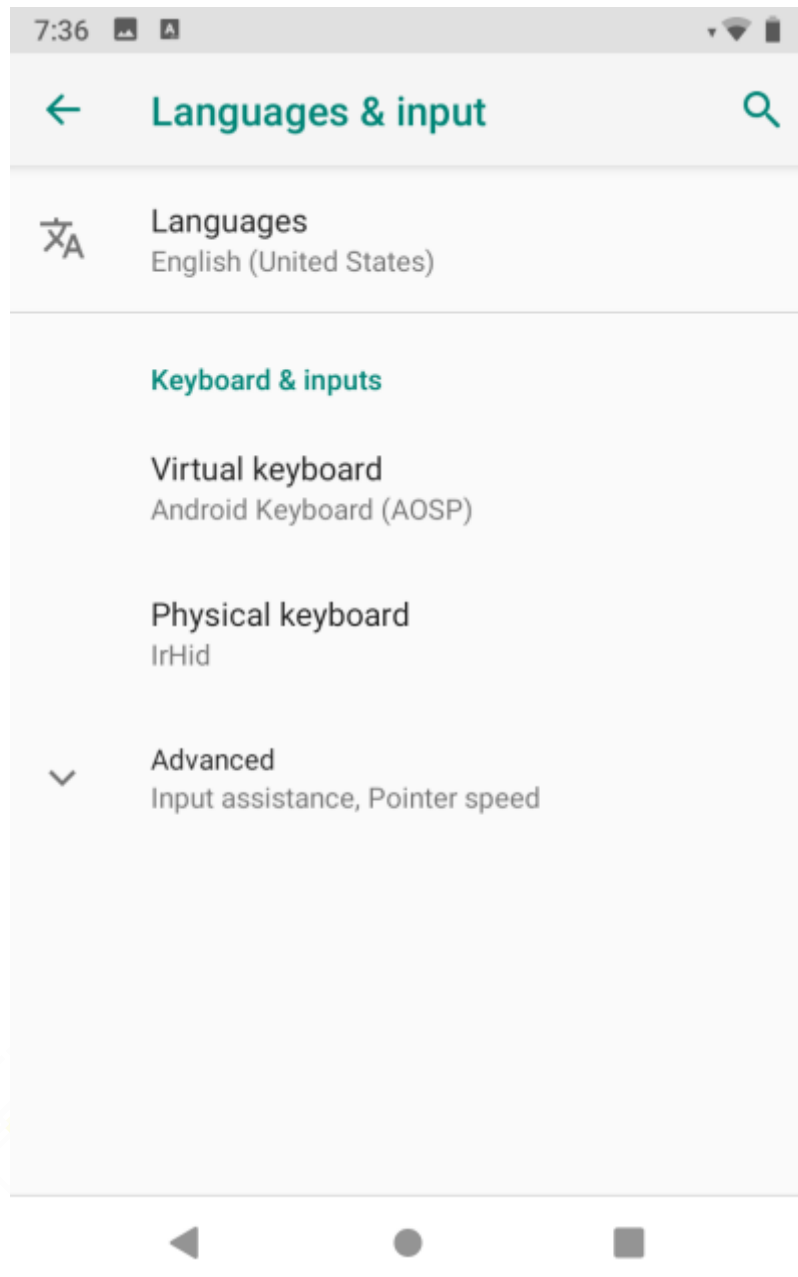 7:36
Languages & input
Languages
English (United States)
Keyboard & inputs
Virtual keyboard
Android Keyboard (AOSP)
Physical keyboard
IrHid
Advanced
Input assistance, Pointer speed